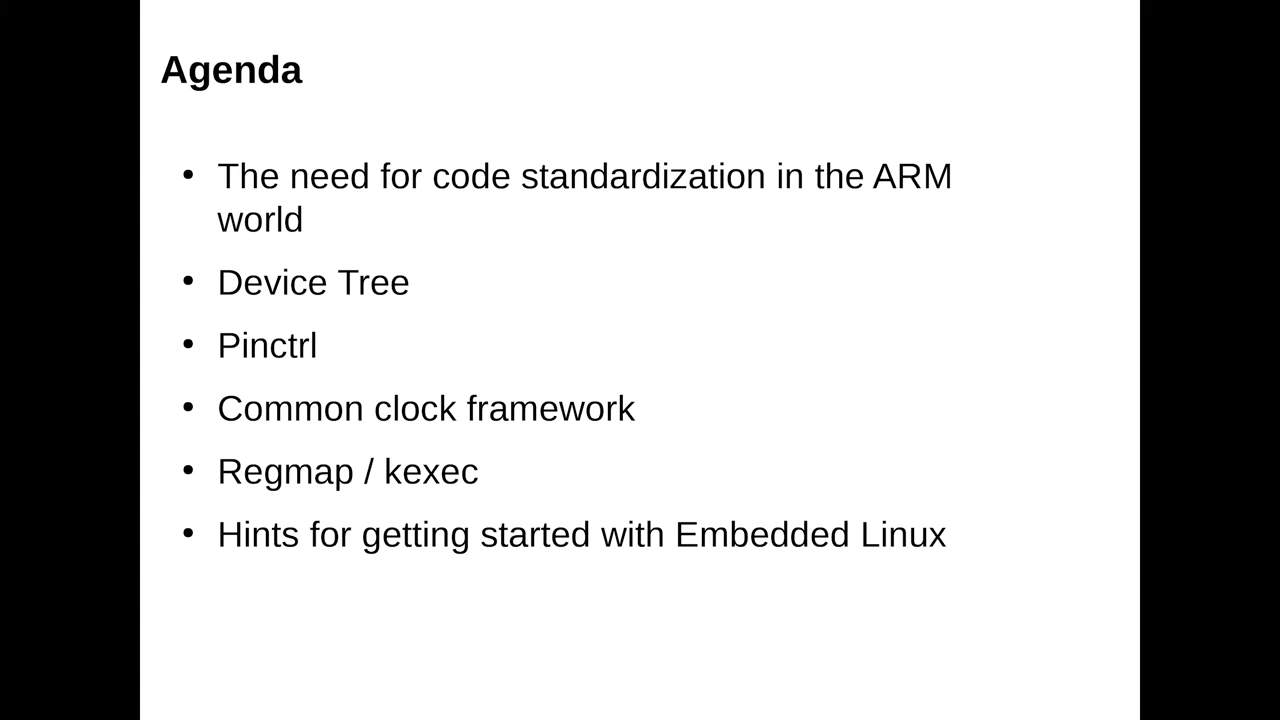 Agenda
• The need for code standardization in the ARM
world
• Device Tree
• Pinctrl
• Common clock framework
• Regmap / kexec
• Hints for getting started with Embedded Linux